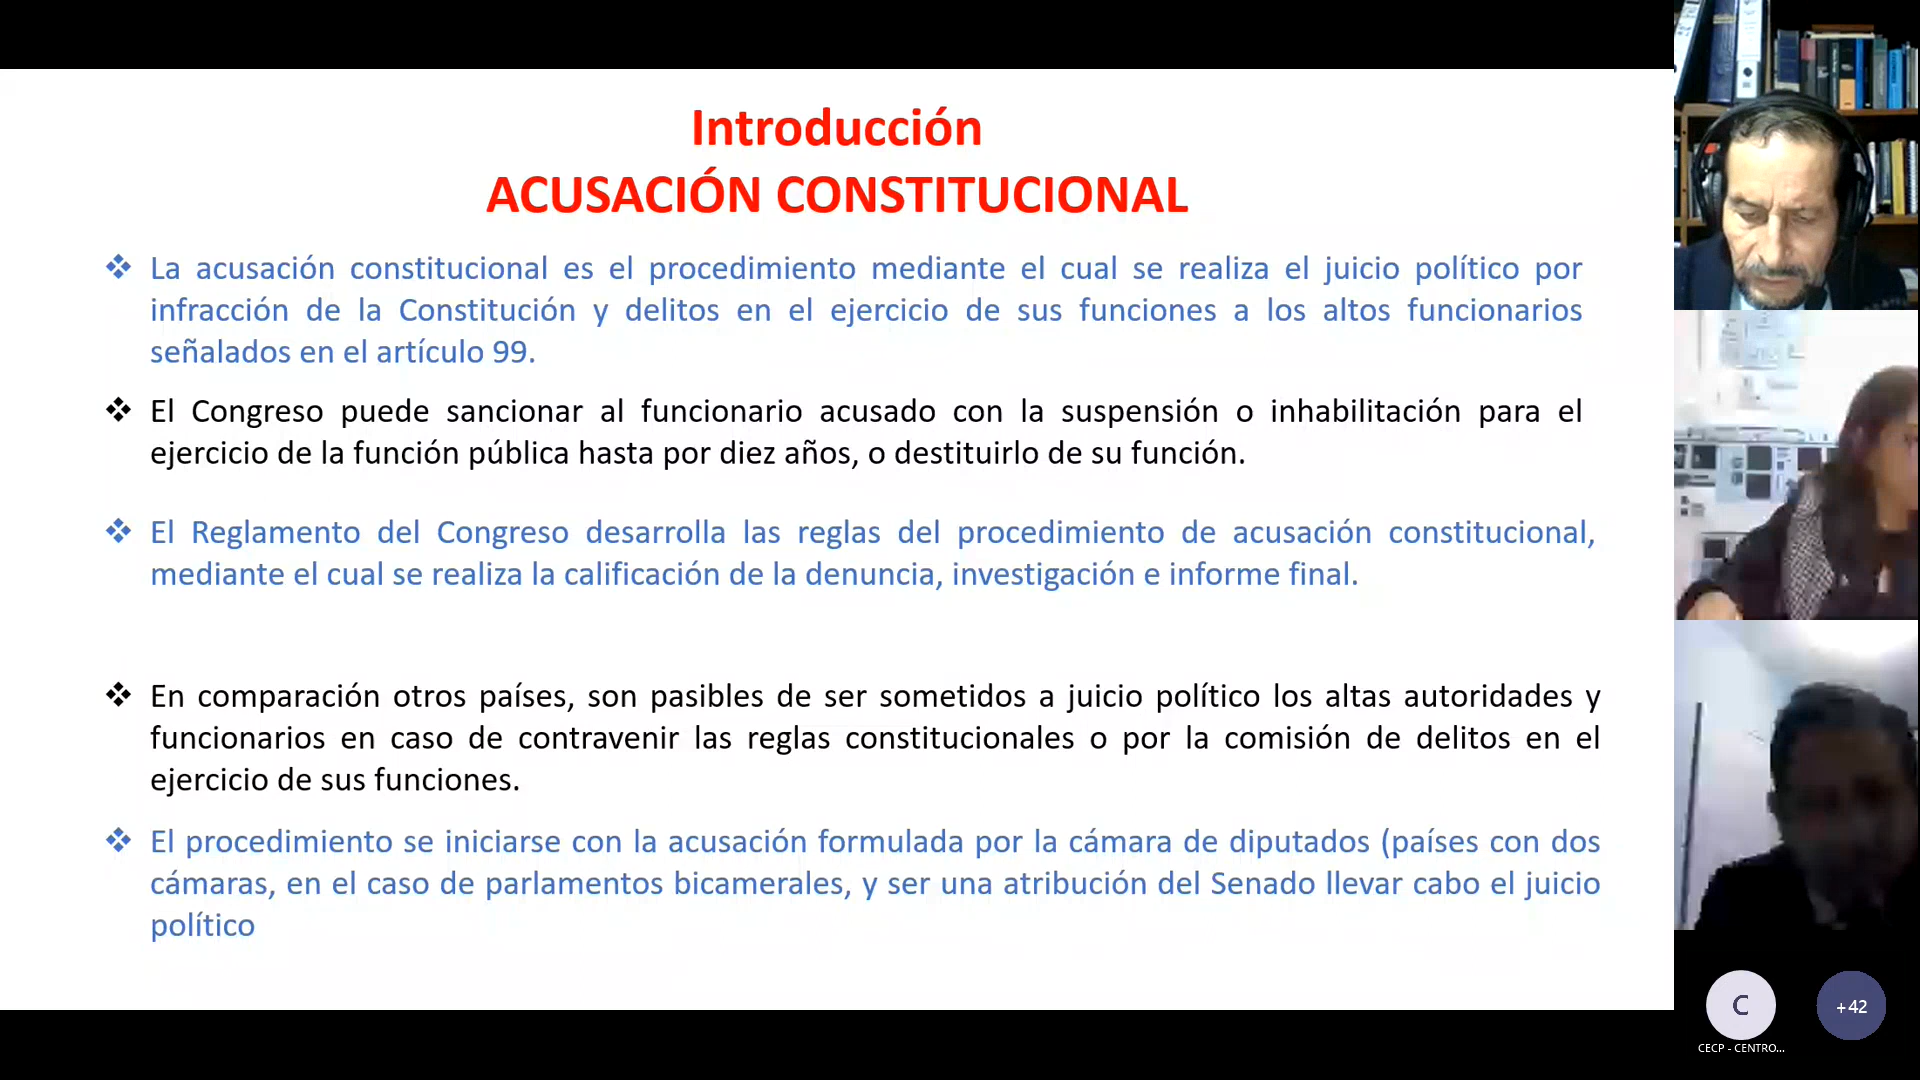 Introducción
ACUSACIÓN CONSTITUCIONAL
❖ La acusación constitucional es el procedimiento mediante el cual se realiza el juicio político por
infracción de la Constitución y delitos en el ejercicio de sus funciones a los altos funcionarios
señalados en el artículo 99.
❖ El Congreso puede sancionar al funcionario acusado con la suspensión o inhabilitación para el
ejercicio de la función pública hasta por diez años, o destituirlo de su función.
❖ El Reglamento del Congreso desarrolla las reglas del procedimiento de acusación constitucional,
mediante el cual se realiza la calificación de la denuncia, investigación e informe final.
❖ En comparación otros países, son pasibles de ser sometidos a juicio político los altas autoridades y
funcionarios en caso de contravenir las reglas constitucionales o por la comisión de delitos en el
ejercicio de sus funciones.
❖ El procedimiento se iniciarse con la acusación formulada por la cámara de diputados (países con dos
cámaras, en el caso de parlamentos bicamerales, y ser una atribución del Senado llevar cabo el juicio
político
C
+42
CECP - CENTRO...